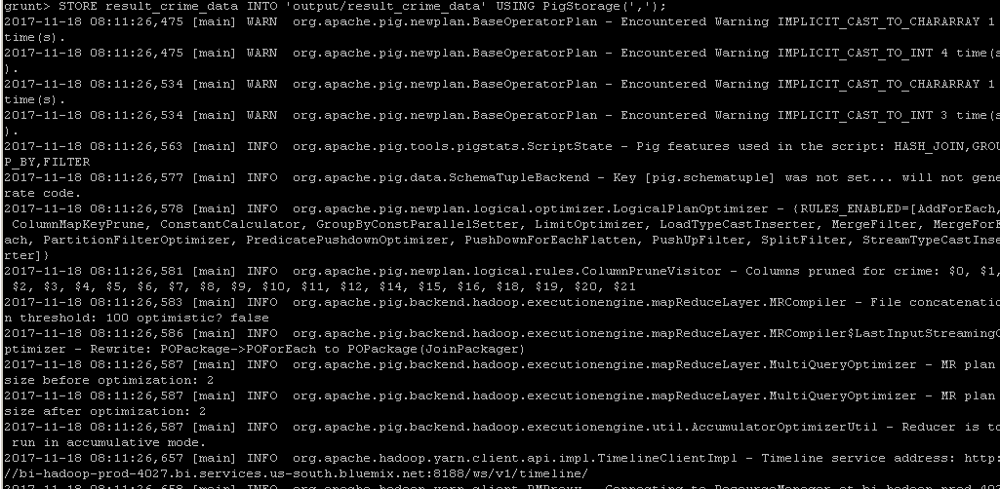 grunt> STORE result_crime_data INTO 'output/result_crime_data' USING PigStorage(',');
2017-11-18 08:11:26,475 [main] WARN  org.apache.pig.newplan.BaseOperatorPlan - Encountered Warning IMPLICIT_CAST_TO_CHARARRAY 1
time(s).
2017-11-18 08:11:26,475 [main] WARN  org.apache.pig.newplan.BaseOperatorPlan - Encountered Warning IMPLICIT_CAST_TO_INT 4 time(s
).
2017-11-18 08:11:26,534 [main] WARN  org.apache.pig.newplan.BaseOperatorPlan - Encountered Warning IMPLICIT_CAST_TO_CHARARRAY 1
time(s).
2017-11-18 08:11:26,534 [main] WARN  org.apache.pig.newplan.BaseOperatorPlan - Encountered Warning IMPLICIT_CAST_TO_INT 3 time(s
).
2017-11-18 08:11:26,563 [main] INFO  org.apache.pig.tools.pigstats.ScriptState - Pig features used in the script: HASH_JOIN,GROU
P_BY,FILTER
2017-11-18 08:11:26,577 [main] INFO  org.apache.pig.data.SchemaTupleBackend - Key [pig.schematuple] was not set... will not gene
rate code.
2017-11-18 08:11:26,578 [main] INFO  org.apache.pig.newplan.logical.optimizer.LogicalPlanOptimizer - {RULES_ENABLED=[AddForEach,
 ColumnMapKeyPrune, ConstantCalculator, GroupByConstParallelSetter, LimitOptimizer, LoadTypeCastInserter, MergeFilter, MergeForE
ach, PartitionFilterOptimizer, PredicatePushdownOptimizer, PushDownForEachFlatten, PushUpFilter, SplitFilter, StreamTypeCastInse
rter]}
2017-11-18 08:11:26,581 [main] INFO  org.apache.pig.newplan.logical.rules.ColumnPruneVisitor - Columns pruned for crime: $0, $1,
 $2, $3, $4, $5, $6, $7, $8, $9, $10, $11, $12, $14, $15, $16, $18, $19, $20, $21
2017-11-18 08:11:26,583 [main] INFO  org.apache.pig.backend.hadoop.executionengine.mapReduceLayer.MRCompiler - File concatenatio
n threshold: 100 optimistic? false
2017-11-18 08:11:26,586 [main] INFO  org.apache.pig.backend.hadoop.executionengine.mapReduceLayer.MRCompiler$LastInputStreamingO
ptimizer - Rewrite: POPackage->POForEach to POPackage(JoinPackager)
2017-11-18 08:11:26,587 [main] INFO  org.apache.pig.backend.hadoop.executionengine.mapReduceLayer.MultiQueryOptimizer - MR plan
size before optimization: 2
2017-11-18 08:11:26,587 [main] INFO  org.apache.pig.backend.hadoop.executionengine.mapReduceLayer.MultiQueryOptimizer - MR plan
size after optimization: 2
2017-11-18 08:11:26,587 [main] INFO  org.apache.pig.backend.hadoop.executionengine.util.AccumulatorOptimizerUtil - Reducer is to
 run in accumulative mode.
2017-11-18 08:11:26,657 [main] INFO  org.apache.hadoop.yarn.client.api.impl.TimelineClientImpl - Timeline service address: http:
//bi-hadoop-prod-4027.bi.services.us-south.bluemix.net:8188/ws/v1/timeline/